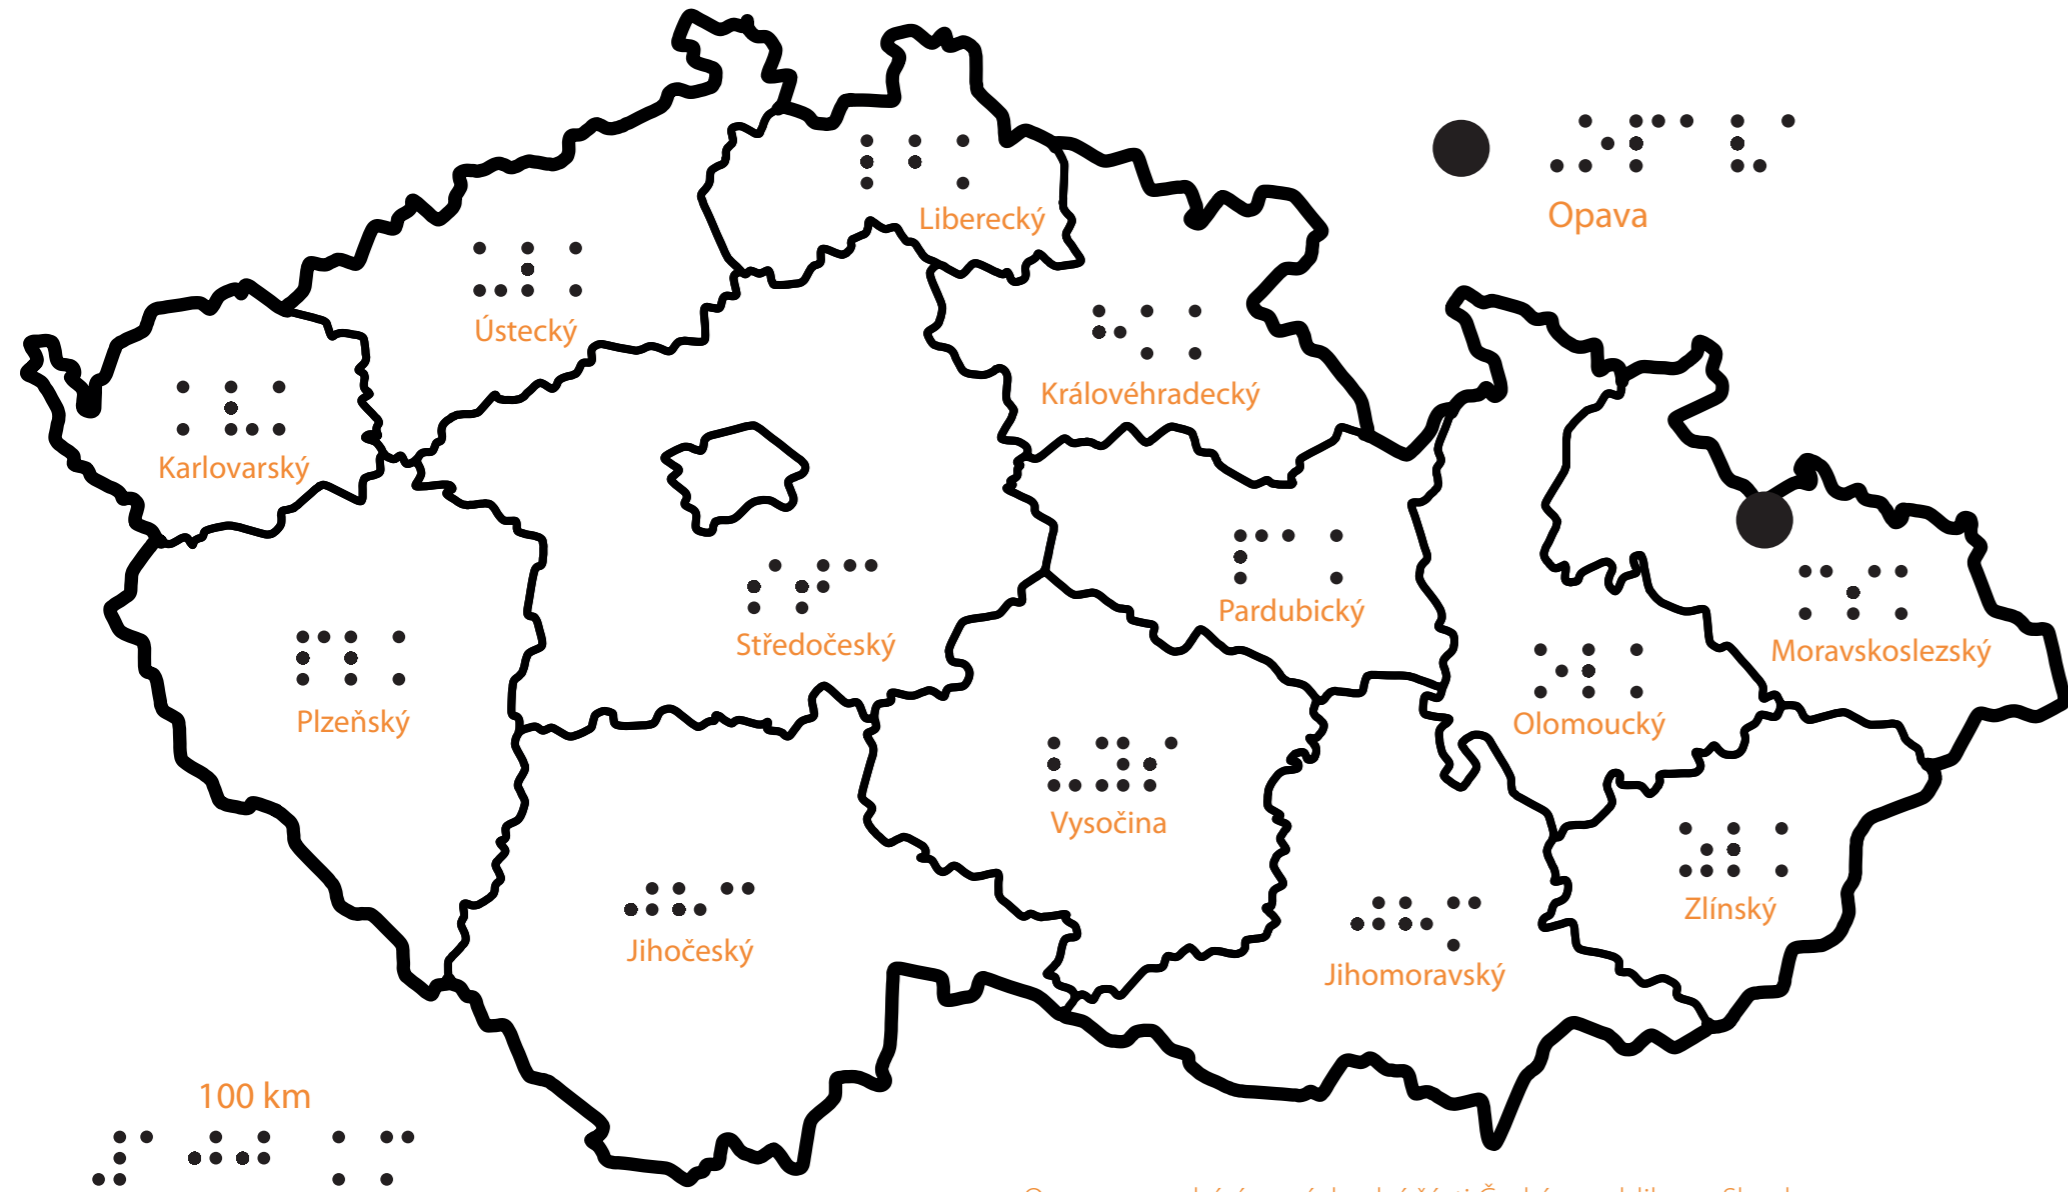 Liberecký
Opava
Ústecký
Královéhradecký
Karlovarský
Pardubický
Středočeský
Moravskoslezský
Plzeňský
Olomoucký
Vysočina
Zlínský
Jihočeský
Jihomoravský
100 km